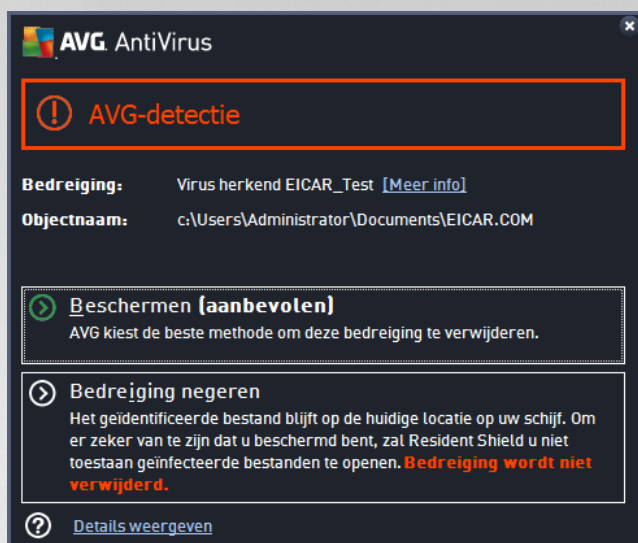 AVG. AntiVirus
AVG-detectie
Bedreiging: Virus herkend EICAR_Test [Meer info]
Objectnaam: c:\Users\Administrator\Documents\EICAR.COM
Beschermen (aanbevolen)
AVG kiest de beste methode om deze bedreiging te verwijderen.
Bedreiging negeren
Het geïdentificeerde bestand blijft op de huidige locatie op uw schijf. Om
er zeker van te zijn dat u beschermd bent, zal Resident Shield u niet
toestaan geïnfecteerde bestanden te openen. Bedreiging wordt niet
verwijderd.
Details weergeven